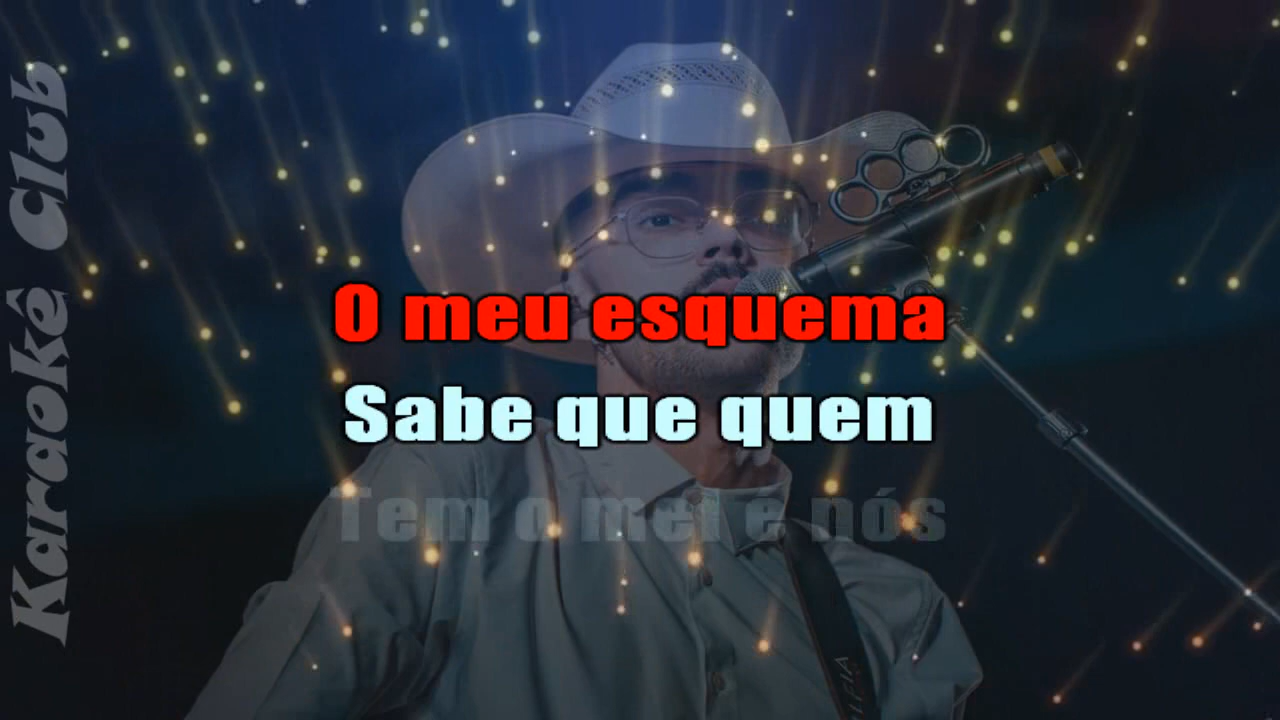 Karaokê Club
O meu esquema
Sabe que quem
Tem o mel é nós